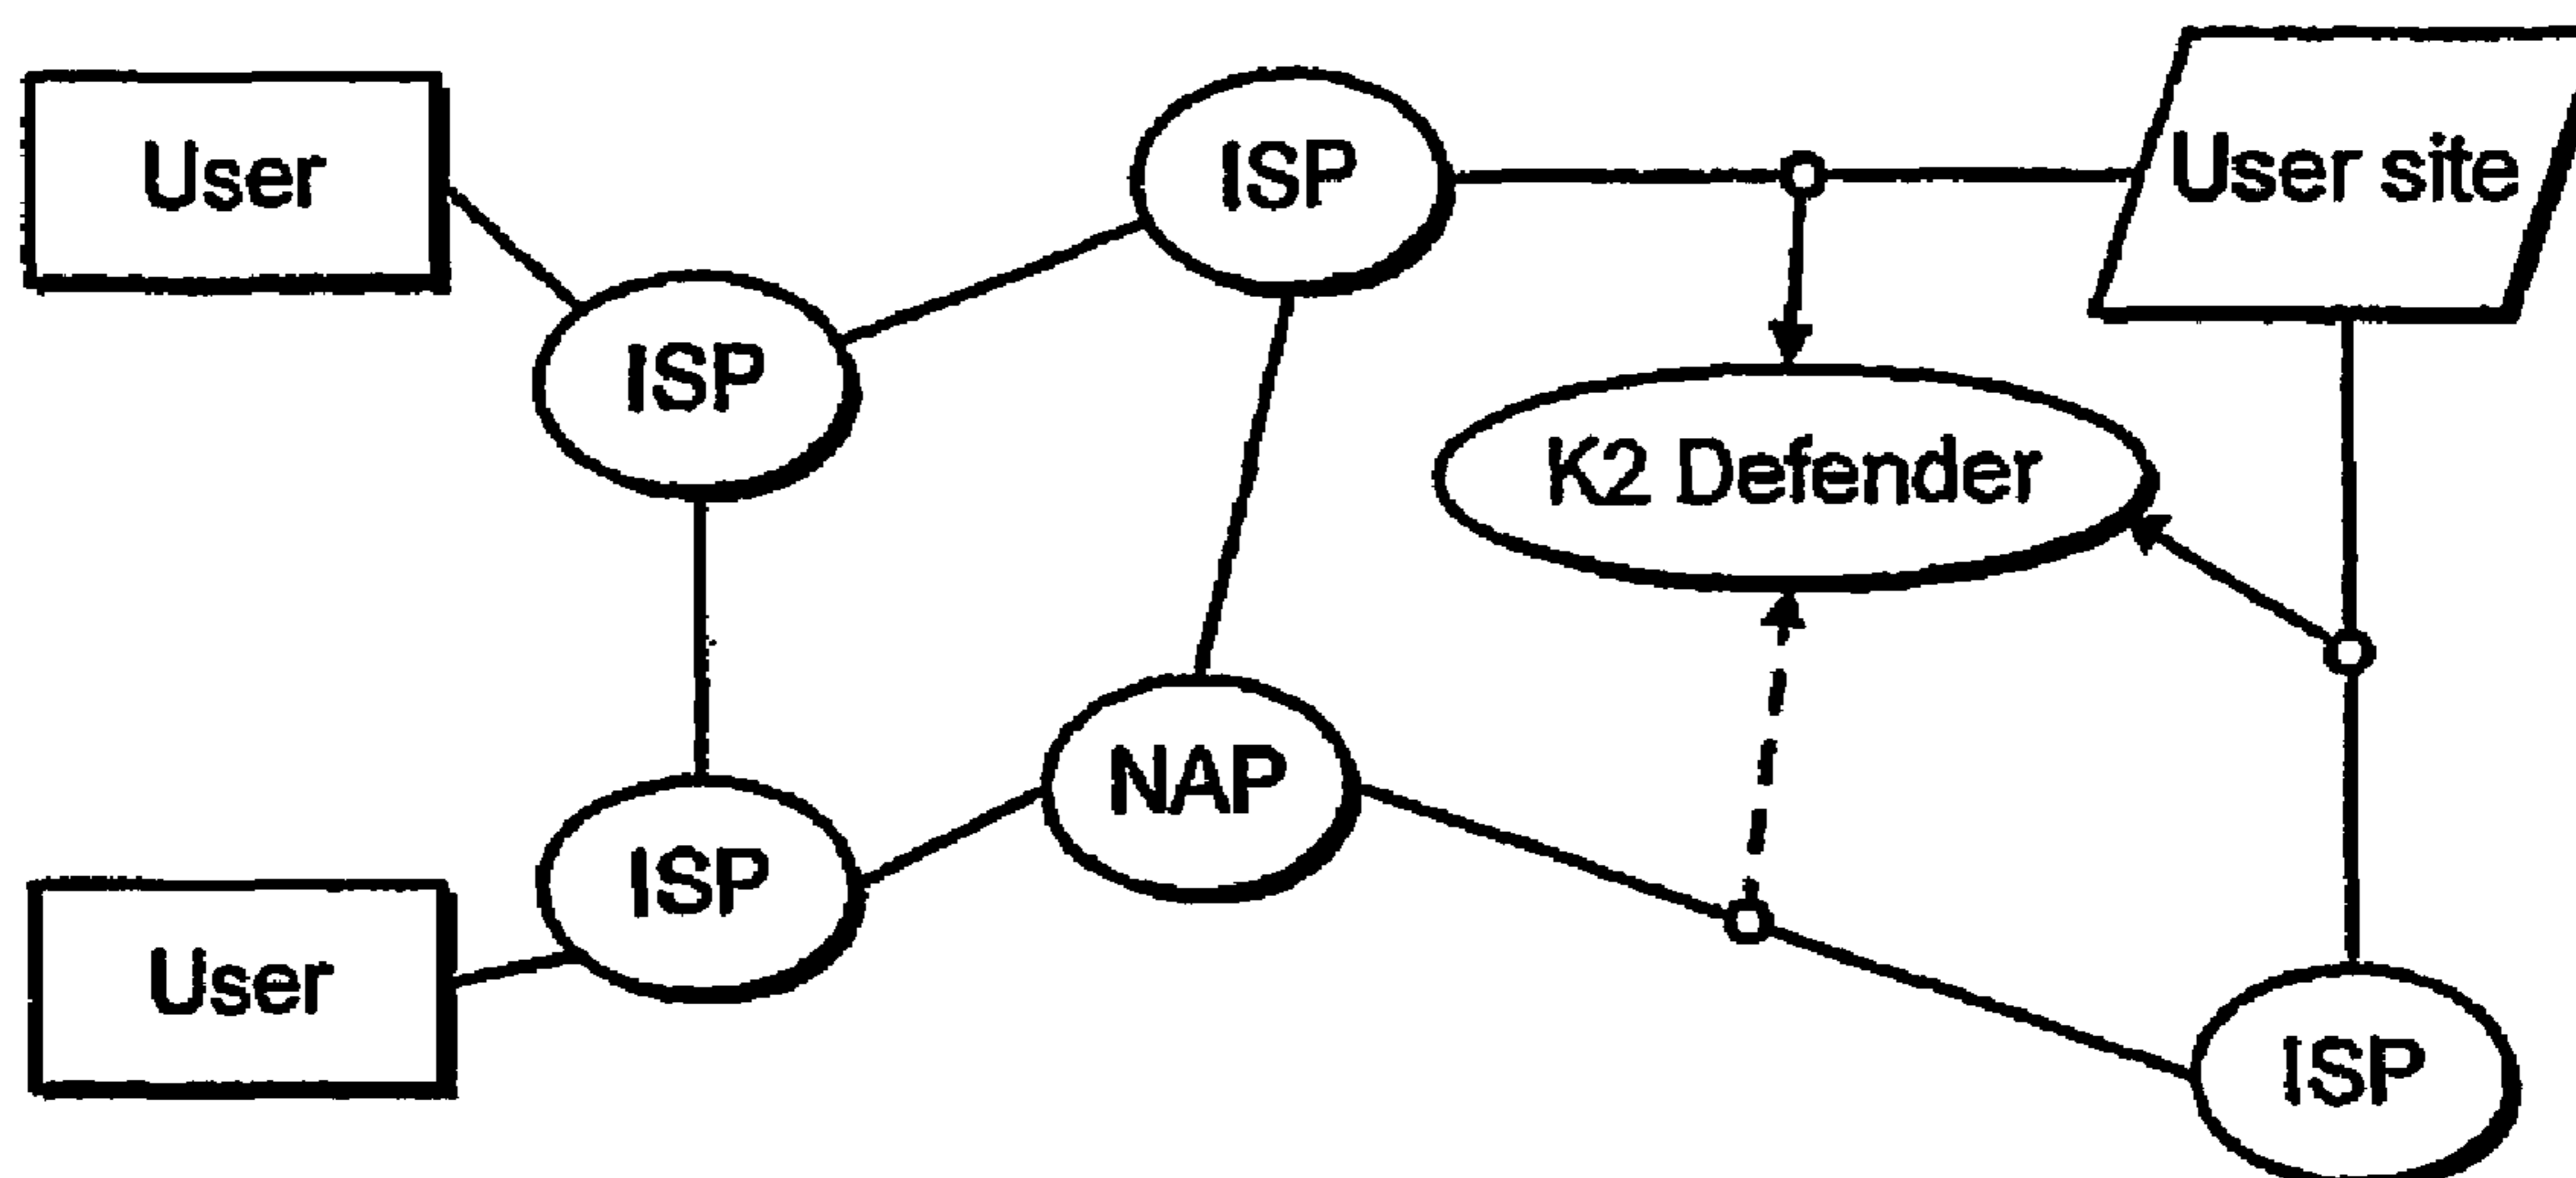 User
ISP
User site
ISP
K2 Defender
NAP
ISP
User
ISP